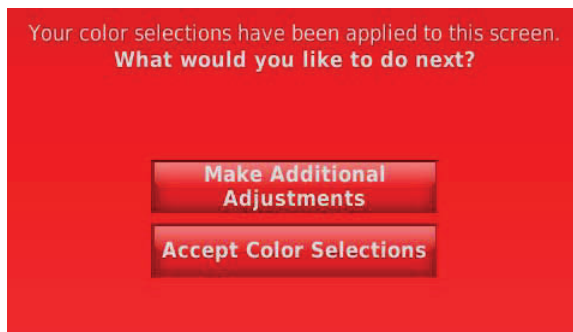 Your color selections have been applied to this screen.
What would you like to do next?
Make Additional
Adjustments
Accept Color Selections